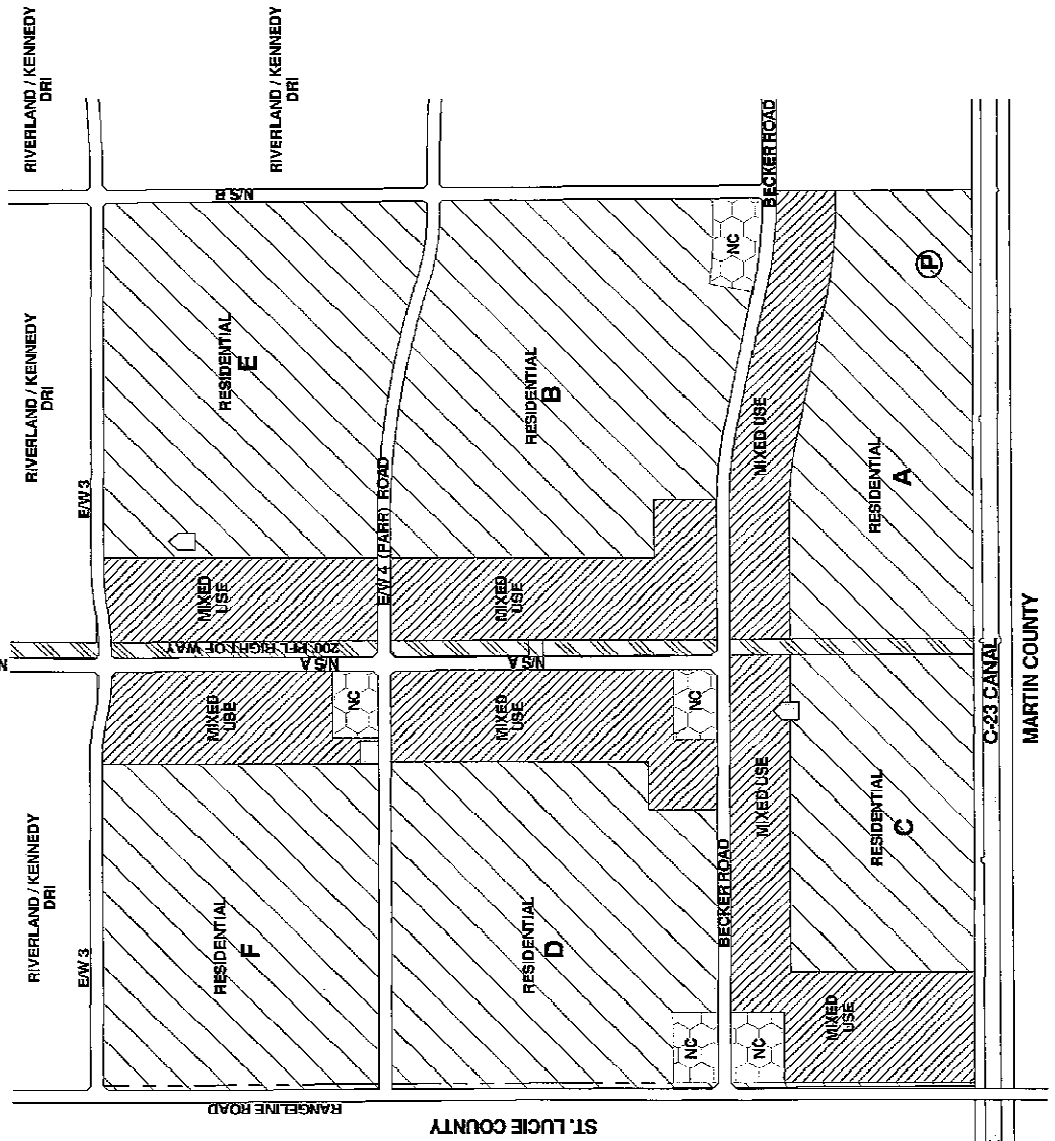 RIVERLAND / KENNEDY
DRI
RIVERLAND / KENNEDY
DRI
RIVERLAND / KENNEDY
DRI
RIVERLAND / KENNEDY
DRI
E/W 3
E/W 3
N
N/S B
RESIDENTIAL
F
MIXED
USE
NC
N/S A
200' FPL RIGHT OF WAY
MIXED
USE
RESIDENTIAL
E
E/W 4 (PARR) ROAD
RESIDENTIAL
D
MIXED
USE
NC
N/S A
MIXED
USE
RESIDENTIAL
B
NC
NC
BECKER ROAD
BECKER ROAD
NC
MIXED
USE
MIXED USE
MIXED USE
RESIDENTIAL
C
RESIDENTIAL
A
P
RANGELINE ROAD
ST. LUCIE COUNTY
C-23 CANAL
MARTIN COUNTY